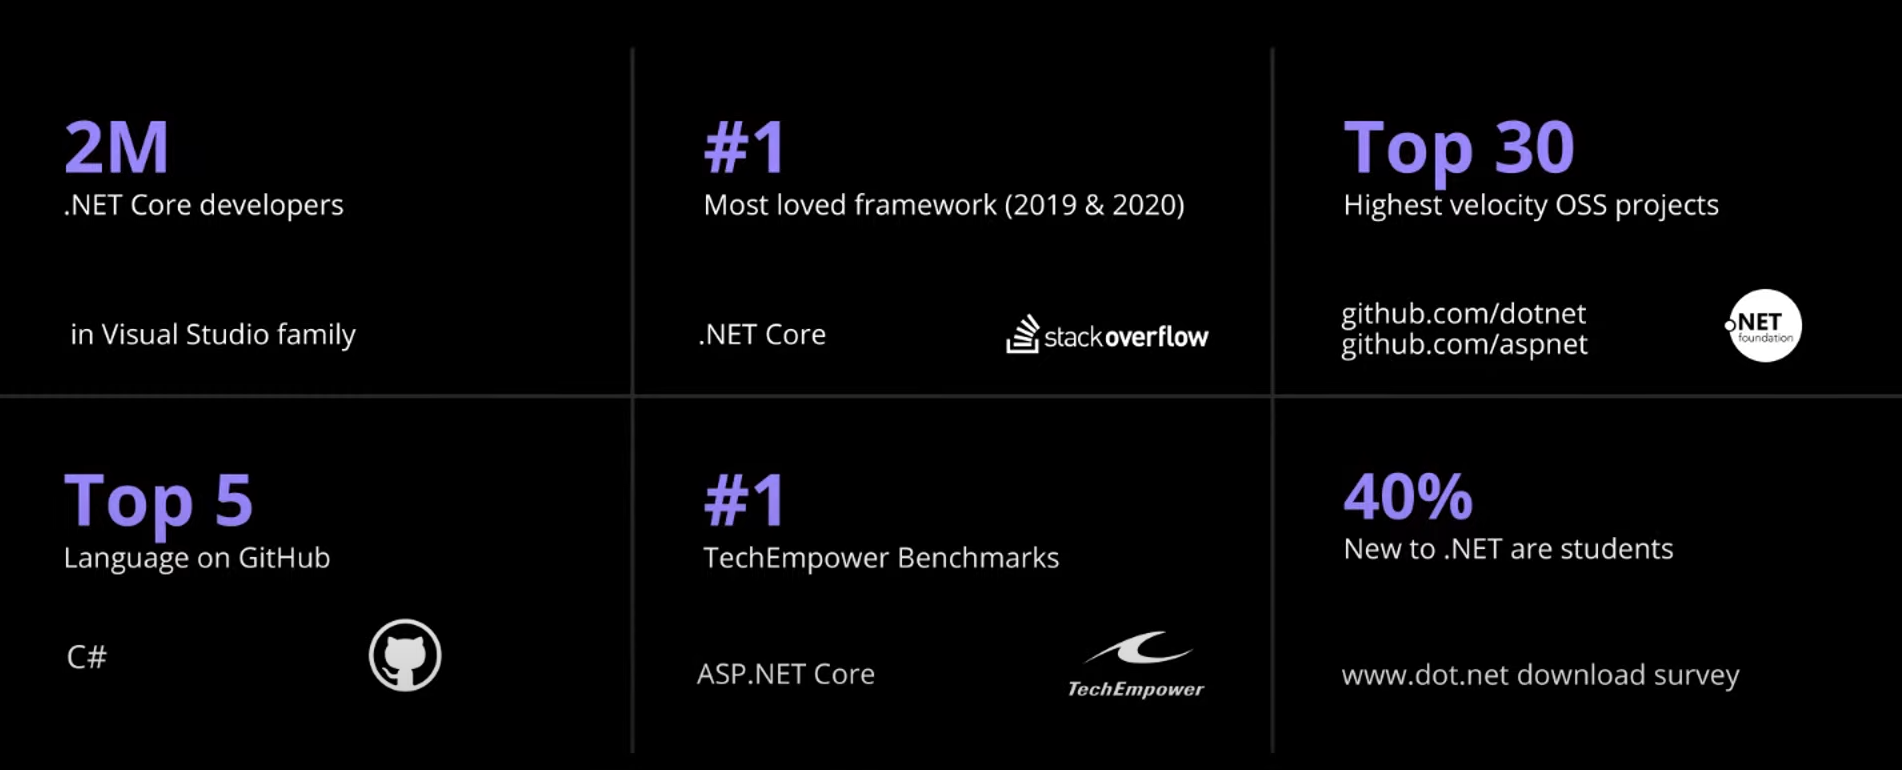 2M
.NET Core developers
in Visual Studio family
#1
Most loved framework (2019 & 2020)
.NET Core
stackoverflow
Top 30
Highest velocity OSS projects
github.com/dotnet
github.com/aspnet
.NET
foundation
Top 5
Language on GitHub
C#
#1
TechEmpower Benchmarks
ASP.NET Core
TechEmpower
40%
New to .NET are students
www.dot.net download survey